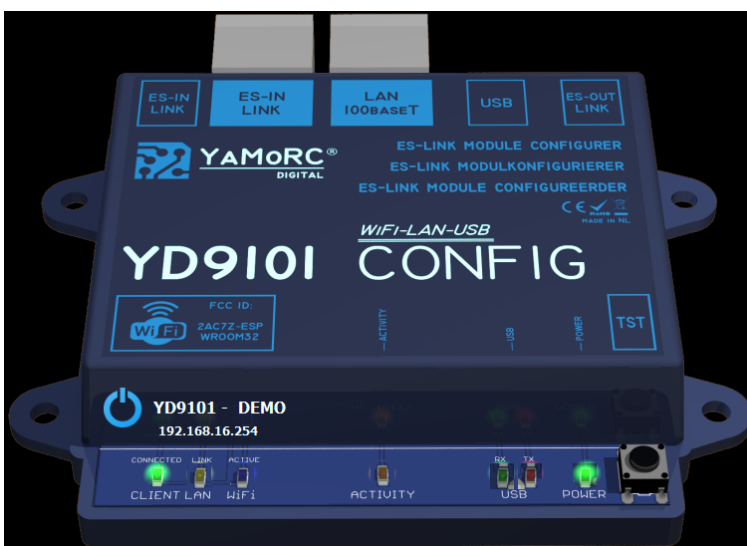 ES-IN LINK
ES-IN LINK
LAN 100BASET
USB
ES-OUT LINK
YAMORC®
DIGITAL
ES-LINK MODULE CONFIGURER
ES-LINK MODULKONFIGURIERER
ES-LINK MODULE CONFIGUREERDER
CE RoHS
MADE IN NL
WIFI-LAN-USB
YD9101 CONFIG
Wi Fi
FCC ID:
2AC7Z-ESP
WROOM32
ACTIVITY
USB
POWER
TST
YD9101 - DEMO
192.168.16.254
CONNECTED LINK ACTIVE RX TX
CLIENT LAN WiFi ACTIVITY USB POWER